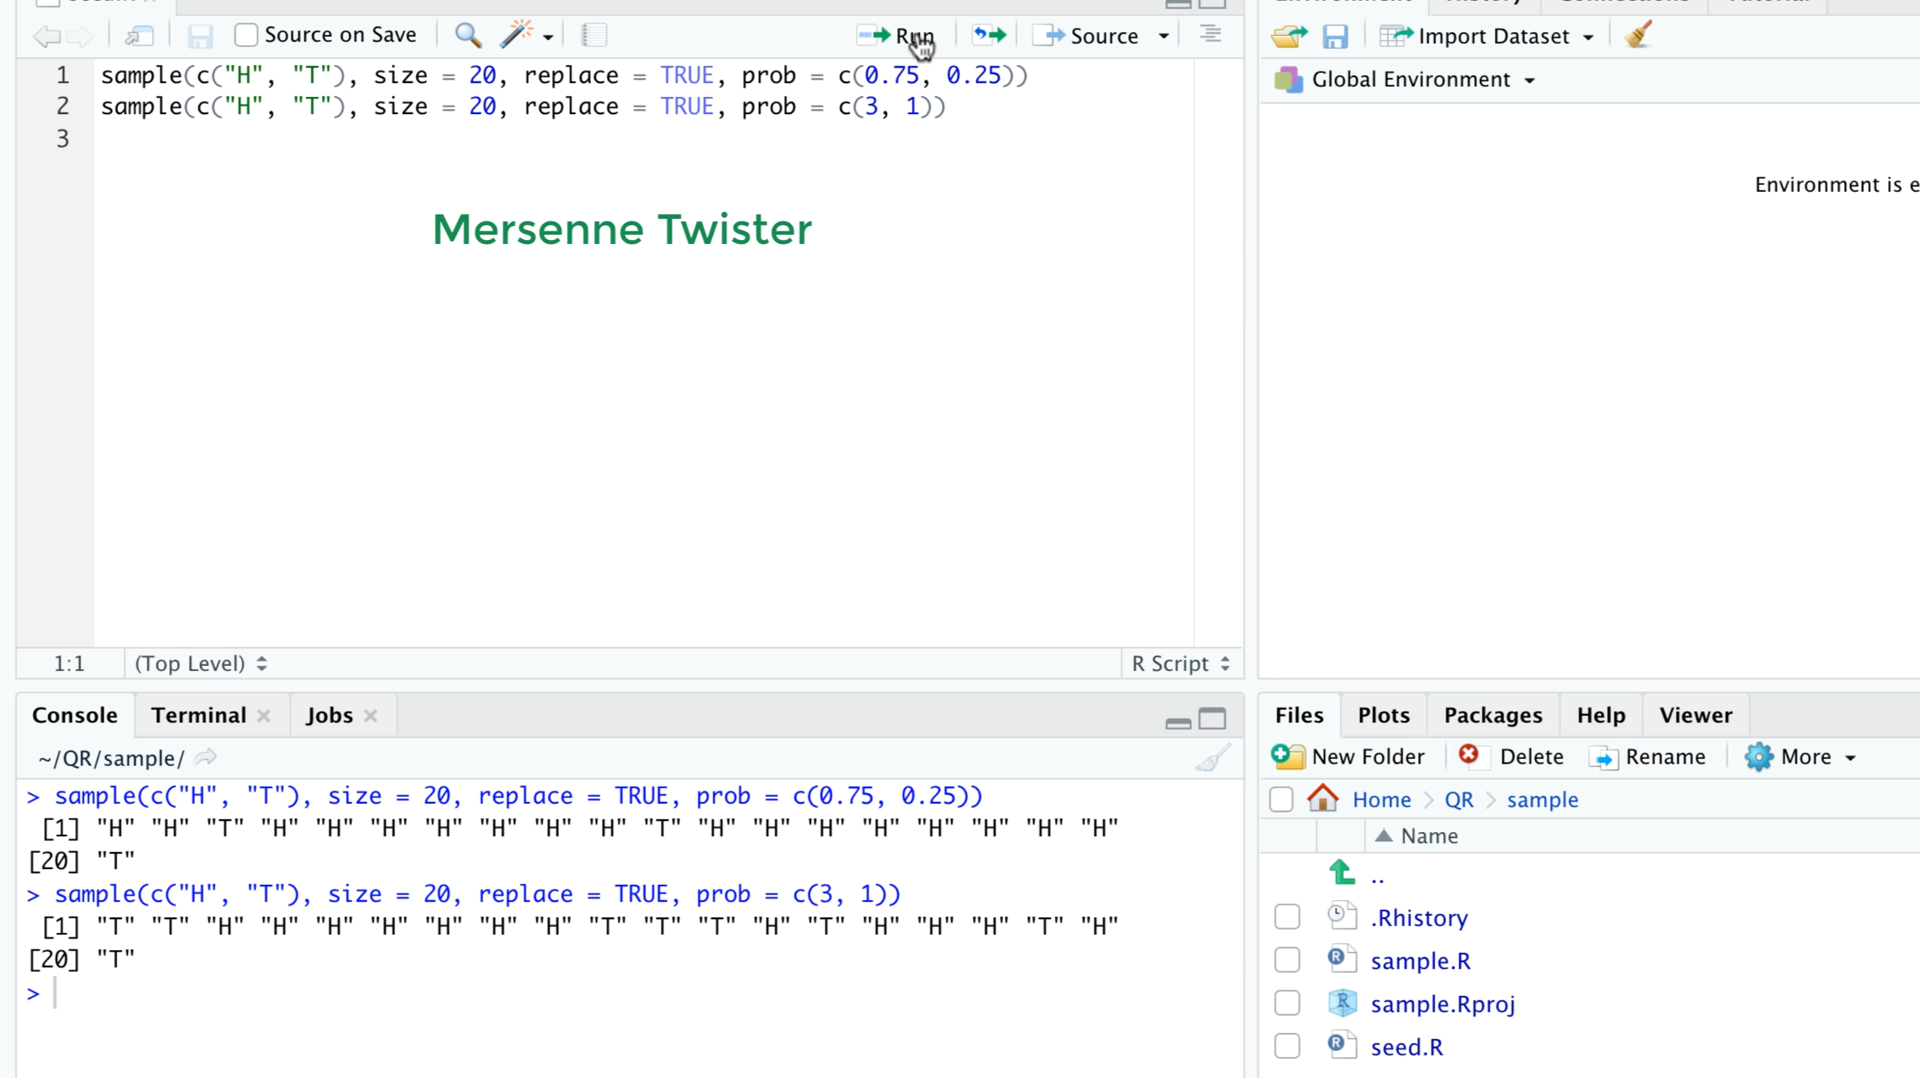 Source on Save
Run
Source
1 sample(c("H", "T"), size = 20, replace = TRUE, prob = c(0.75, 0.25))
2 sample(c("H", "T"), size = 20, replace = TRUE, prob = c(3, 1))
3
Mersenne Twister
1:1 (Top Level) R Script
Import Dataset
Global Environment
Environment is e
Console Terminal Jobs
~/QR/sample/
> sample(c("H", "T"), size = 20, replace = TRUE, prob = c(0.75, 0.25))
[1] "H" "H" "T" "H" "H" "H" "H" "H" "H" "H" "T" "H" "H" "H" "H" "H" "H" "H" "H"
[20] "T"
> sample(c("H", "T"), size = 20, replace = TRUE, prob = c(3, 1))
[1] "T" "T" "H" "H" "H" "H" "H" "H" "H" "T" "T" "T" "H" "T" "H" "H" "H" "T" "H"
[20] "T"
>
Files Plots Packages Help Viewer
New Folder Delete Rename More
Home QR sample
Name
..
.Rhistory
sample.R
sample.Rproj
seed.R